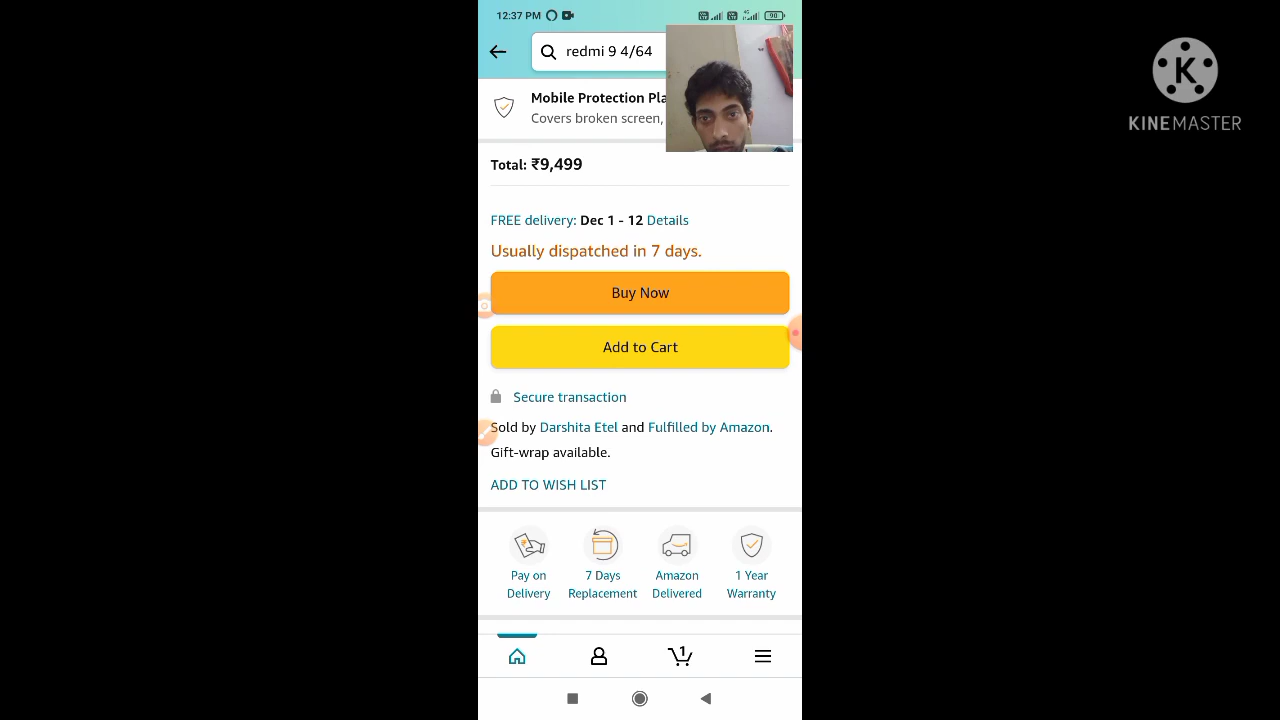 12:37 PM
90
redmi 9 4/64
Mobile Protection Pla
Covers broken screen,
Total: ₹9,499
FREE delivery: Dec 1 - 12 Details
Usually dispatched in 7 days.
Buy Now
Add to Cart
Secure transaction
Sold by Darshita Etel and Fulfilled by Amazon.
Gift-wrap available.
ADD TO WISH LIST
Pay on Delivery
7 Days Replacement
Amazon Delivered
1 Year Warranty
1
K
KINEMASTER